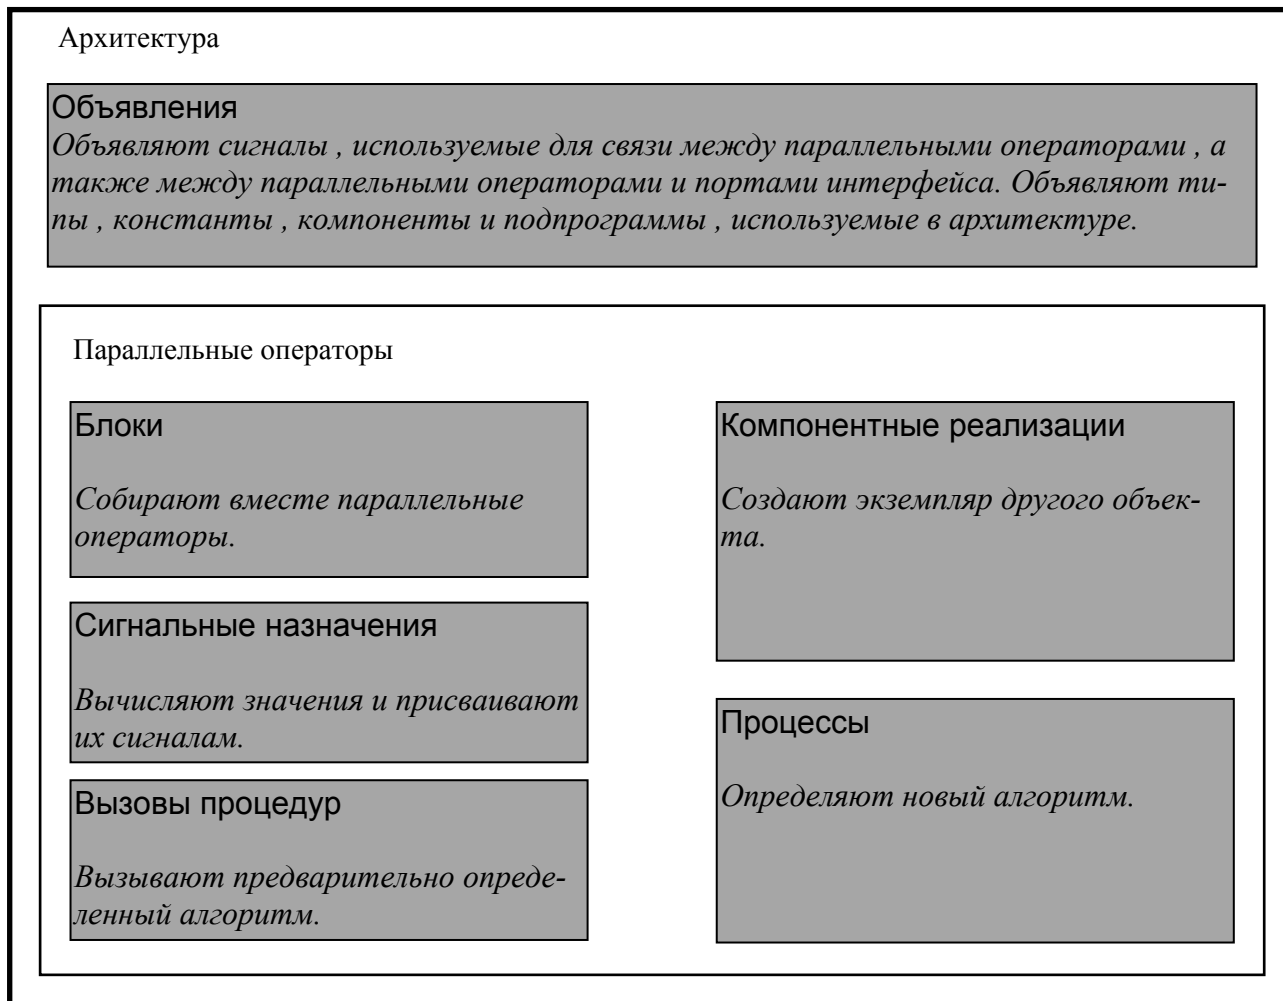 Архитектура
Объявления
Объявляют сигналы , используемые для связи между параллельными операторами , а
также между параллельными операторами и портами интерфейса. Объявляют ти-
пы , константы , компоненты и подпрограммы , используемые в архитектуре.
Параллельные операторы
Блоки
Собирают вместе параллельные
операторы.
Сигнальные назначения
Вычисляют значения и присваивают
их сигналам.
Вызовы процедур
Вызывают предварительно опреде-
ленный алгоритм.
Компонентные реализации
Создают экземпляр другого объек-
та.
Процессы
Определяют новый алгоритм.